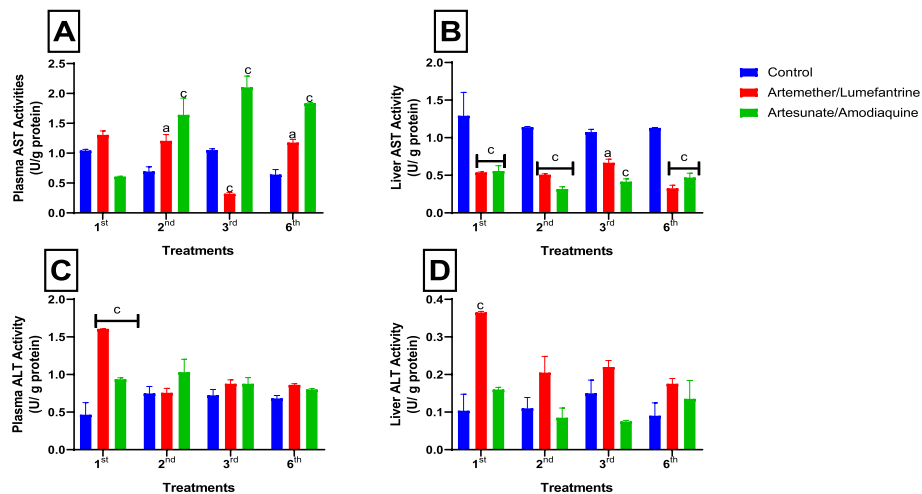 A
Plasma AST Activities
(U/g protein)
2.5
2.0
1.5
1.0
0.5
0.0
a
c
c
c
a
c
1st
2nd
3rd
6th
Treatments
B
Liver AST Activity
(U/g protein)
2.0
1.5
1.0
0.5
0.0
c
c
a
c
c
1st
2nd
3rd
6th
Treatments
Control
Artemether/Lumefantrine
Artesunate/Amodiaquine
C
Plasma ALT Activity
(U/ g protein)
2.0
1.5
1.0
0.5
0.0
c
1st
2nd
3rd
6th
Treatments
D
Liver ALT Activity
(U/ g protein)
0.4
0.3
0.2
0.1
0.0
c
1st
2nd
3rd
6th
Treatments